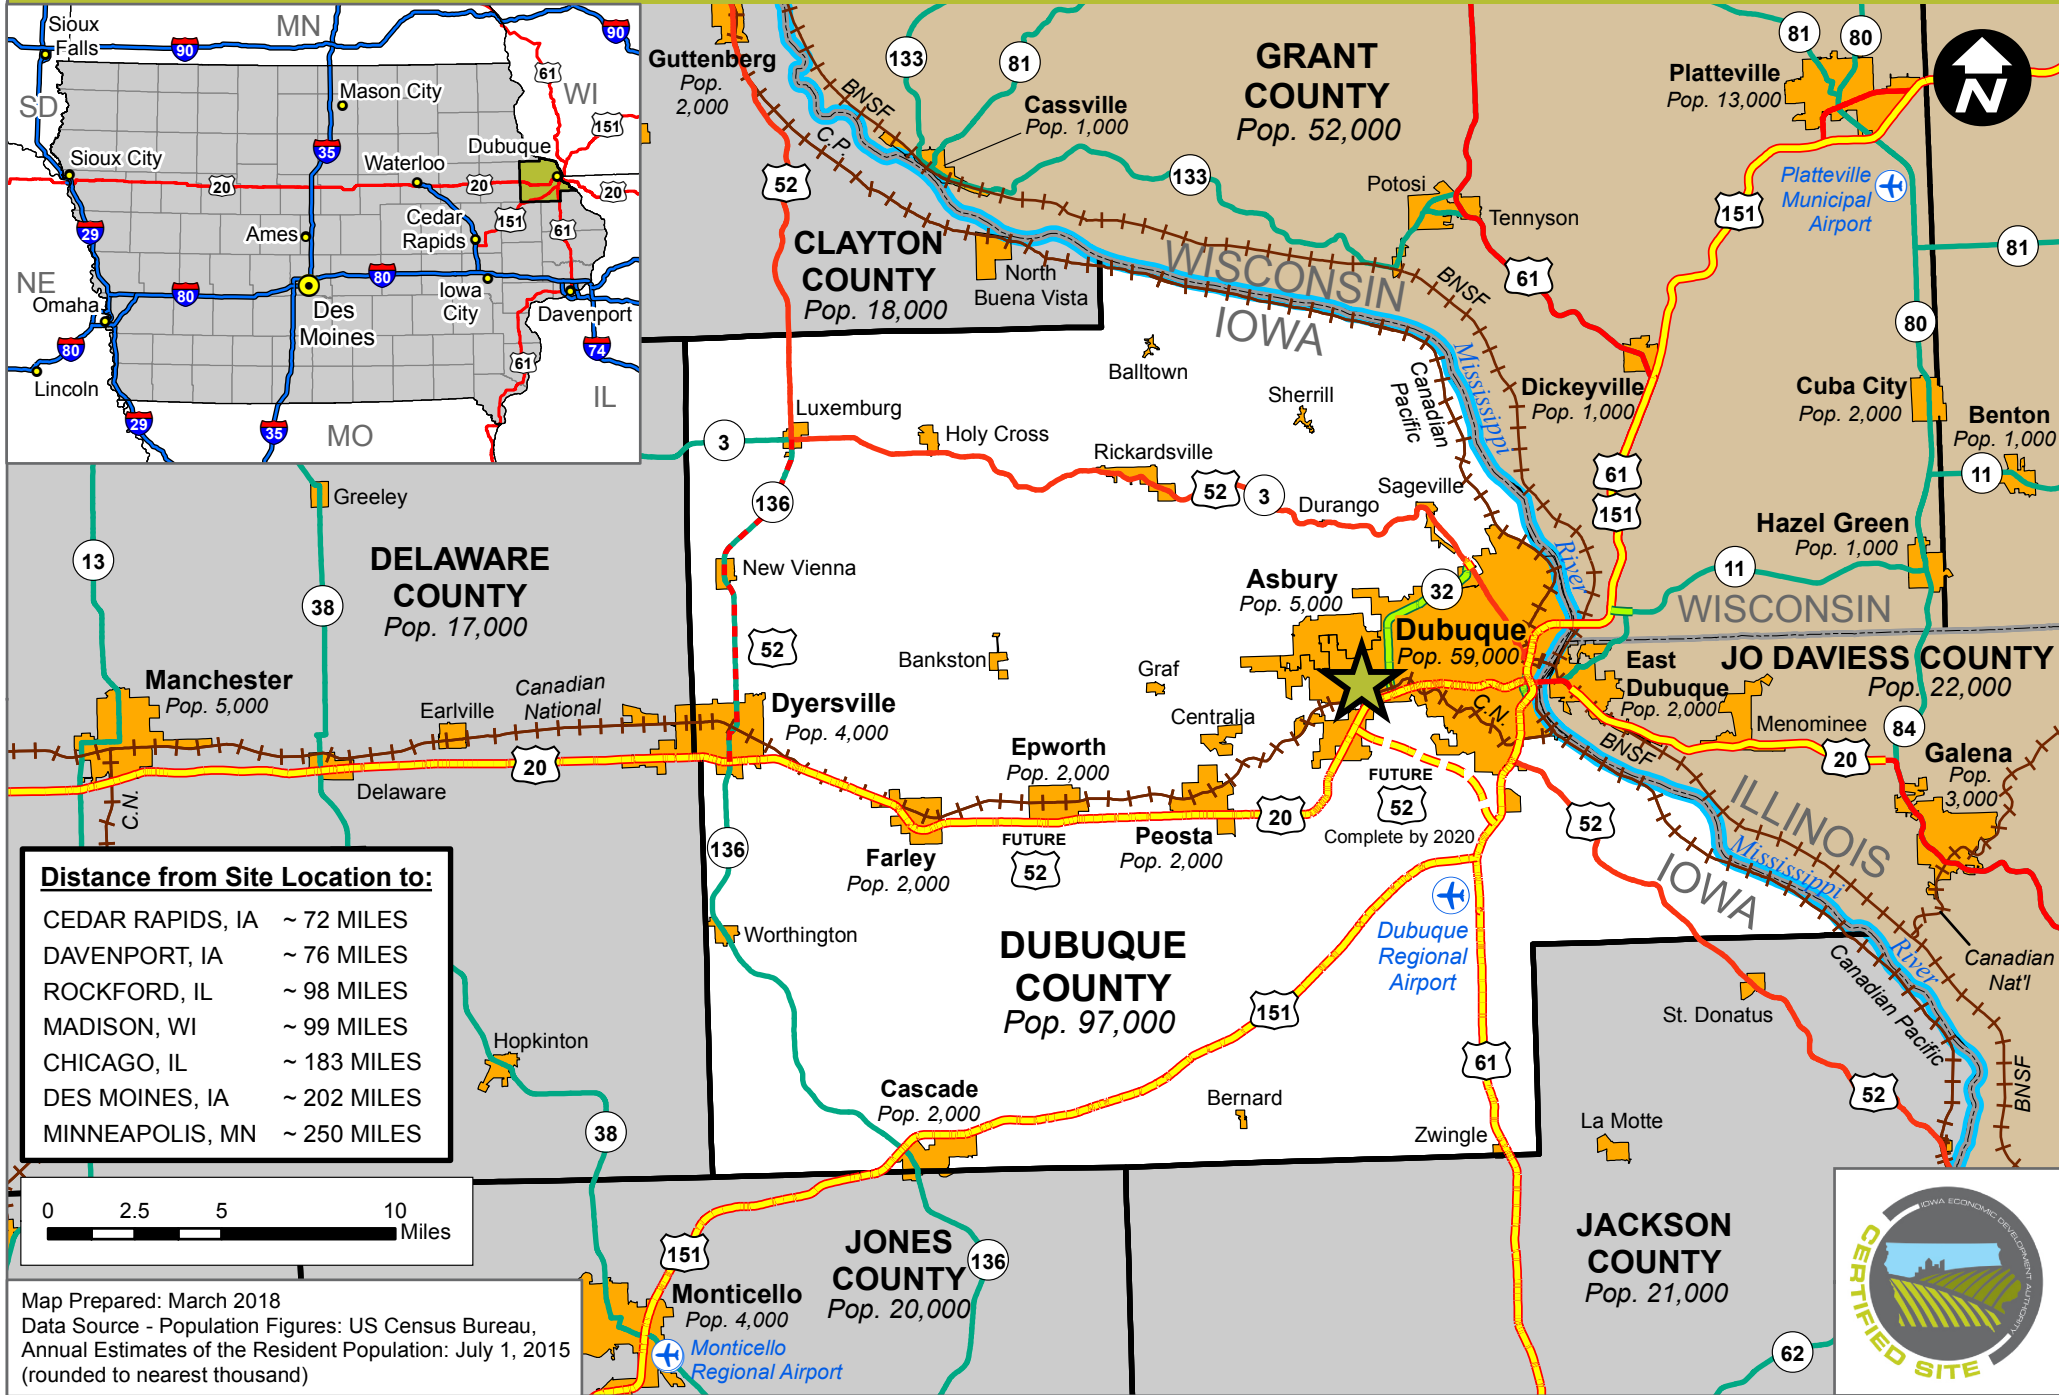 Sioux
Falls
MN
90
90
61
WI
SD
Mason City
151
35
Sioux City
Waterloo
Dubuque
20
20
20
Cedar
Rapids
151
61
29
Ames
NE
80
Omaha
80
Iowa
City
Des
Moines
Davenport
80
74
61
Lincoln
29
35
IL
MO
Guttenberg
Pop.
2,000
BNSF
C.P.
133
81
Cassville
Pop. 1,000
GRANT
COUNTY
Pop. 52,000
81
80
Platteville
Pop. 13,000
N
52
133
Potosi
Tennyson
151
Platteville
Municipal
Airport
81
CLAYTON
COUNTY
Pop. 18,000
North
Buena Vista
WISCONSIN
IOWA
BNSF
61
80
Balltown
Sherrill
Canadian
Pacific
Mississippi
River
Dickeyville
Pop. 1,000
Cuba City
Pop. 2,000
Benton
Pop. 1,000
Luxemburg
3
Holy Cross
Rickardsville
52
3
Durango
Sageville
61
151
11
136
Greeley
13
DELAWARE
COUNTY
Pop. 17,000
38
New Vienna
52
Hazel Green
Pop. 1,000
11
WISCONSIN
Asbury
Pop. 5,000
32
Dubuque
Pop. 59,000
Bankston
Graf
Centralia
East
Dubuque
Pop. 2,000
JO DAVIESS COUNTY
Pop. 22,000
Menominee
84
Manchester
Pop. 5,000
Earlville
Canadian
National
Dyersville
Pop. 4,000
Epworth
Pop. 2,000
C.N.
BNSF
20
Galena
Pop.
3,000
Delaware
20
C.N.
FUTURE
52
Complete by 2020
20
Peosta
Pop. 2,000
Farley
Pop. 2,000
FUTURE
52
52
136
ILLINOIS
IOWA
Mississippi
River
Canadian
Nat'l
Canadian Pacific
BNSF
Distance from Site Location to:
CEDAR RAPIDS, IA ~ 72 MILES
DAVENPORT, IA ~ 76 MILES
ROCKFORD, IL ~ 98 MILES
MADISON, WI ~ 99 MILES
CHICAGO, IL ~ 183 MILES
DES MOINES, IA ~ 202 MILES
MINNEAPOLIS, MN ~ 250 MILES
Worthington
DUBUQUE
COUNTY
Pop. 97,000
Dubuque
Regional
Airport
151
61
St. Donatus
52
Hopkinton
38
Cascade
Pop. 2,000
Bernard
Zwingle
La Motte
0 2.5 5 10
Miles
151
JONES
COUNTY
Pop. 20,000
136
JACKSON
COUNTY
Pop. 21,000
Monticello
Pop. 4,000
Monticello
Regional Airport
62
Map Prepared: March 2018
Data Source - Population Figures: US Census Bureau,
Annual Estimates of the Resident Population: July 1, 2015
(rounded to nearest thousand)
IOWA ECONOMIC DEVELOPMENT AUTHORITY
CERTIFIED SITE